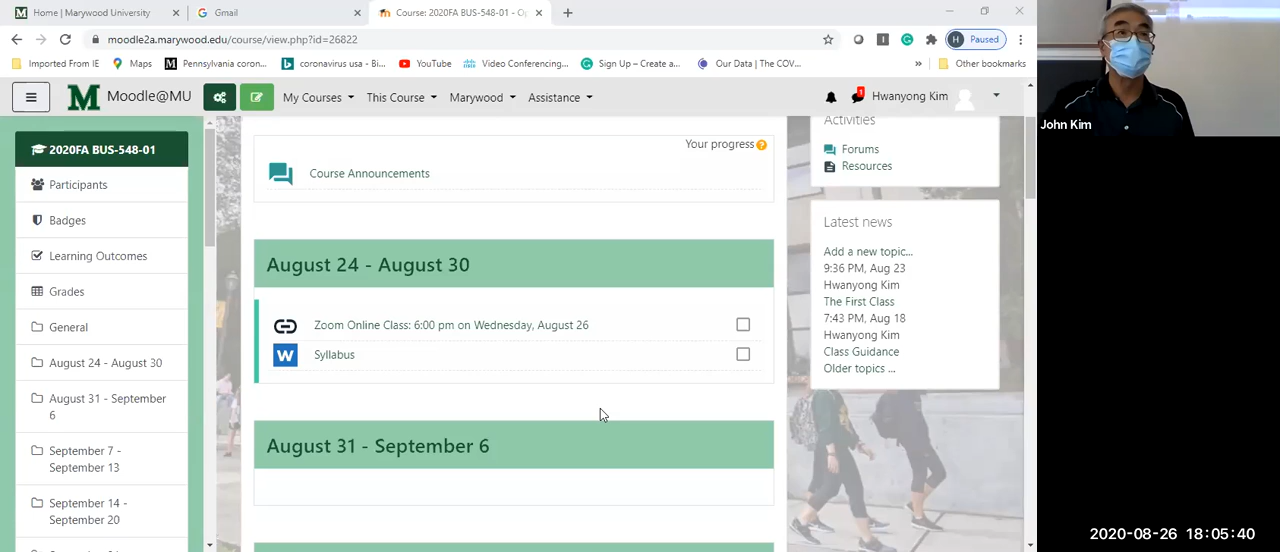 Home | Marywood University
Gmail
Course: 2020FA BUS-548-01 - Op
moodle2a.marywood.edu/course/view.php?id=26822
H Paused
Imported From IE
Maps
Pennsylvania coron...
coronavirusmusa - Bi...
YouTube
Video Conferencing...
Sign Up – Create a...
Our Data | The COV...
»
Other bookmarks
M Moodle@MU
My Courses
This Course
Marywood
Assistance
1
Hwanyong Kim
John Kim
2020FA BUS-548-01
Participants
Badges
Learning Outcomes
Grades
General
August 24 - August 30
August 31 - September
6
September 7 -
September 13
September 14 -
September 20
Your progress
Course Announcements
August 24 - August 30
Zoom Online Class: 6:00 pm on Wednesday, August 26
W Syllabus
August 31 - September 6
Activities
Forums
Resources
Latest news
Add a new topic...
9:36 PM, Aug 23
Hwanyong Kim
The First Class
7:43 PM, Aug 18
Hwanyong Kim
Class Guidance
Older topics ...
2020-08-26 18:05:40